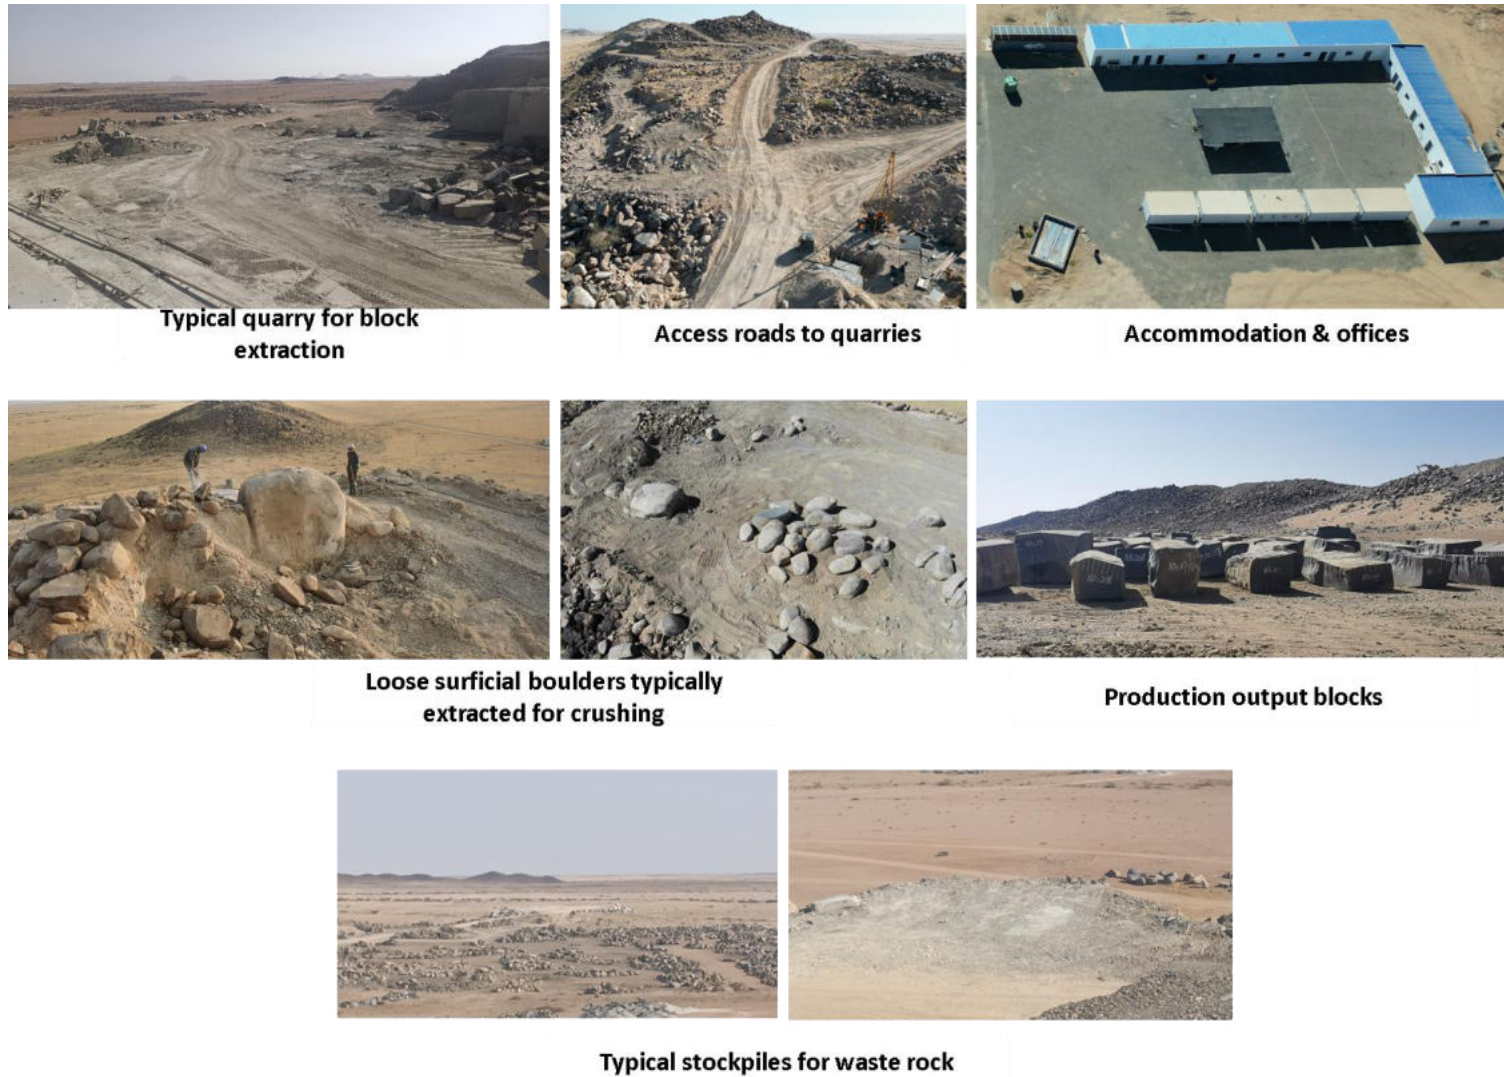 Typical quarry for block
extraction
Access roads to quarries
Accommodation & offices
Loose surficial boulders typically
extracted for crushing
Production output blocks
Typical stockpiles for waste rock